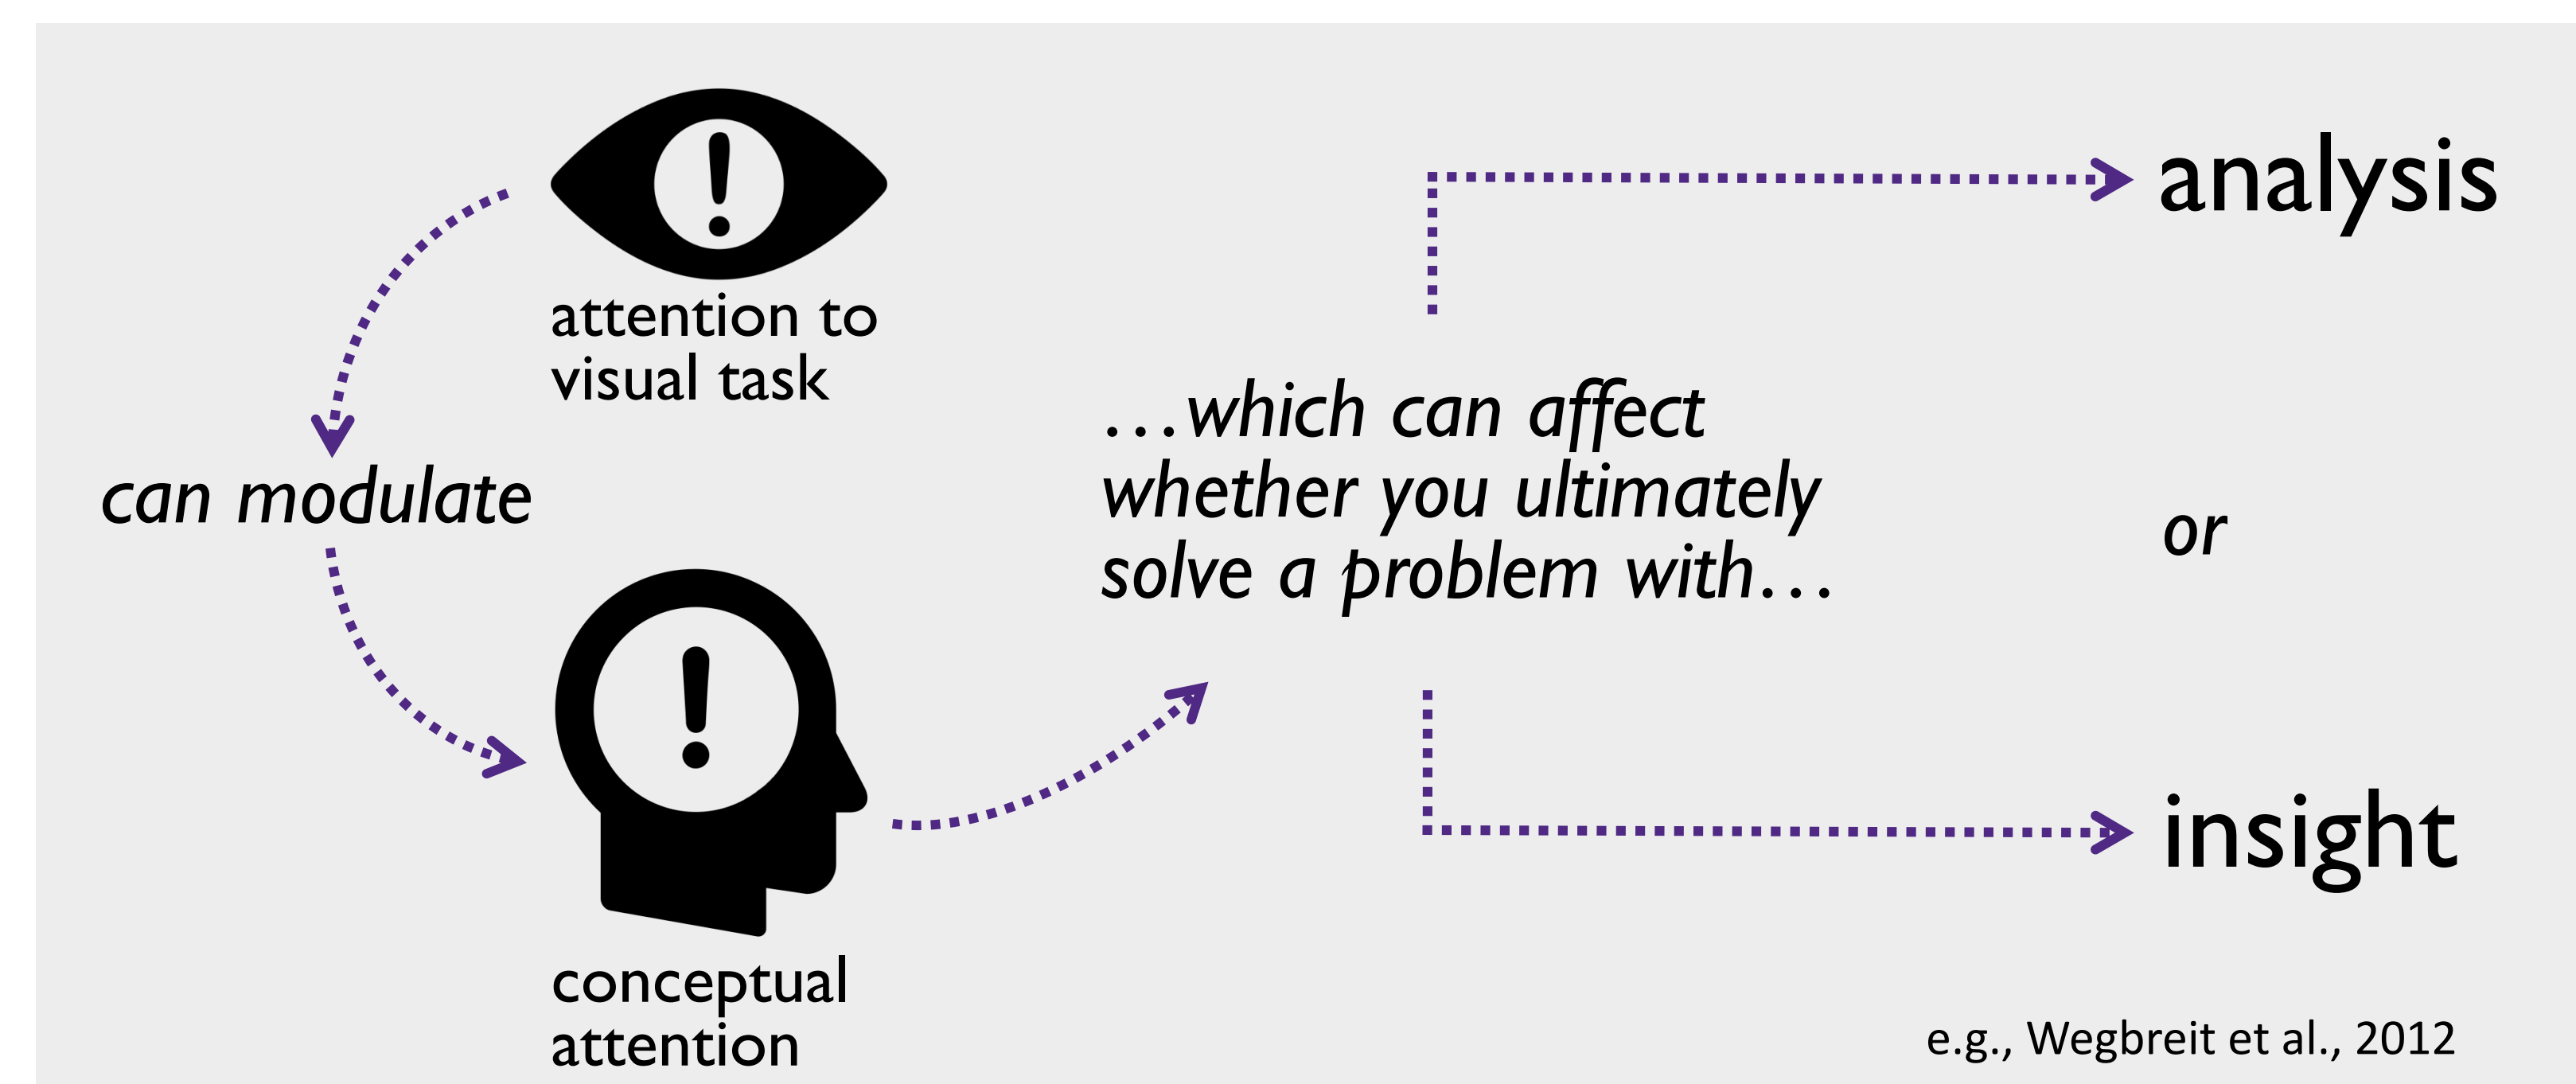 !
attention to
visual task
can modulate
!
conceptual
attention
…which can affect
whether you ultimately
solve a problem with…
analysis
or
insight
e.g., Wegbreit et al., 2012